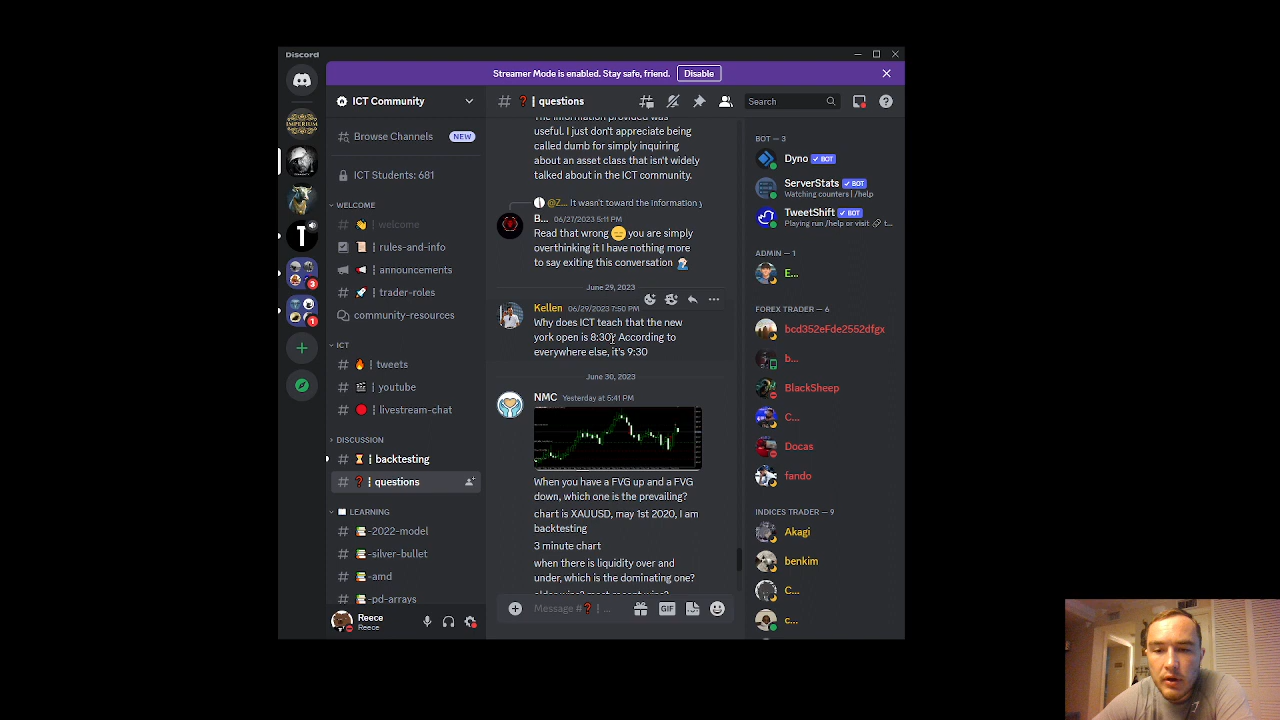 Discord
Streamer Mode is enabled. Stay safe, friend.
Disable
IMPERIUM
T
3
1
ICT Community
Browse Channels
NEW
ICT Students: 681
WELCOME
welcome
rules-and-info
announcements
trader-roles
community-resources
ICT
tweets
youtube
livestream-chat
DISCUSSION
backtesting
questions
LEARNING
-2022-model
-silver-bullet
-amd
-pd-arrays
Reece
Reece
# ❓ | questions
Search
The information provided was
useful. I just don't appreciate being
called dumb for simply inquiring
about an asset class that isn't widely
talked about in the ICT community.
@Z... It wasn't toward the Information y
B... 06/27/2023 5:11 PM
Read that wrong 😑 you are simply
overthinking it I have nothing more
to say exiting this conversation 🤦
June 29, 2023
Kellen 06/29/2023 7:50 PM
Why does ICT teach that the new
york open is 8:30? According to
everywhere else, it's 9:30
June 30, 2023
NMC Yesterday at 5:41 PM
When you have a FVG up and a FVG
down, which one is the prevailing?
chart is XAUUSD, may 1st 2020, I am
backtesting
3 minute chart
when there is liquidity over and
under, which is the dominating one?
Message #❓ | ...
GIF
BOT — 3
Dyno ✓ BOT
ServerStats ✓ BOT
Watching counters | /help
TweetShift ✓ BOT
Playing run /help or visit 🔗 t...
ADMIN — 1
E...
FOREX TRADER — 6
bcd352eFde2552dfgx
b...
BlackSheep
C...
Docas
fando
INDICES TRADER — 9
Akagi
benkim
C...
c...